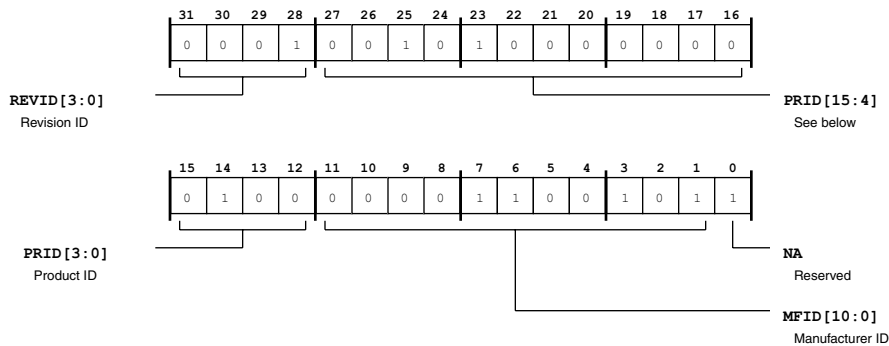 31 30 29 28 27 26 25 24 23 22 21 20 19 18 17 16
0 0 0 1 0 0 1 0 1 0 0 0 0 0 0 0
REVID[3:0]
Revision ID
PRID[15:4]
See below
15 14 13 12 11 10 9 8 7 6 5 4 3 2 1 0
0 1 0 0 0 0 0 0 1 1 0 0 1 0 1 1
PRID[3:0]
Product ID
NA
Reserved
MFID[10:0]
Manufacturer ID